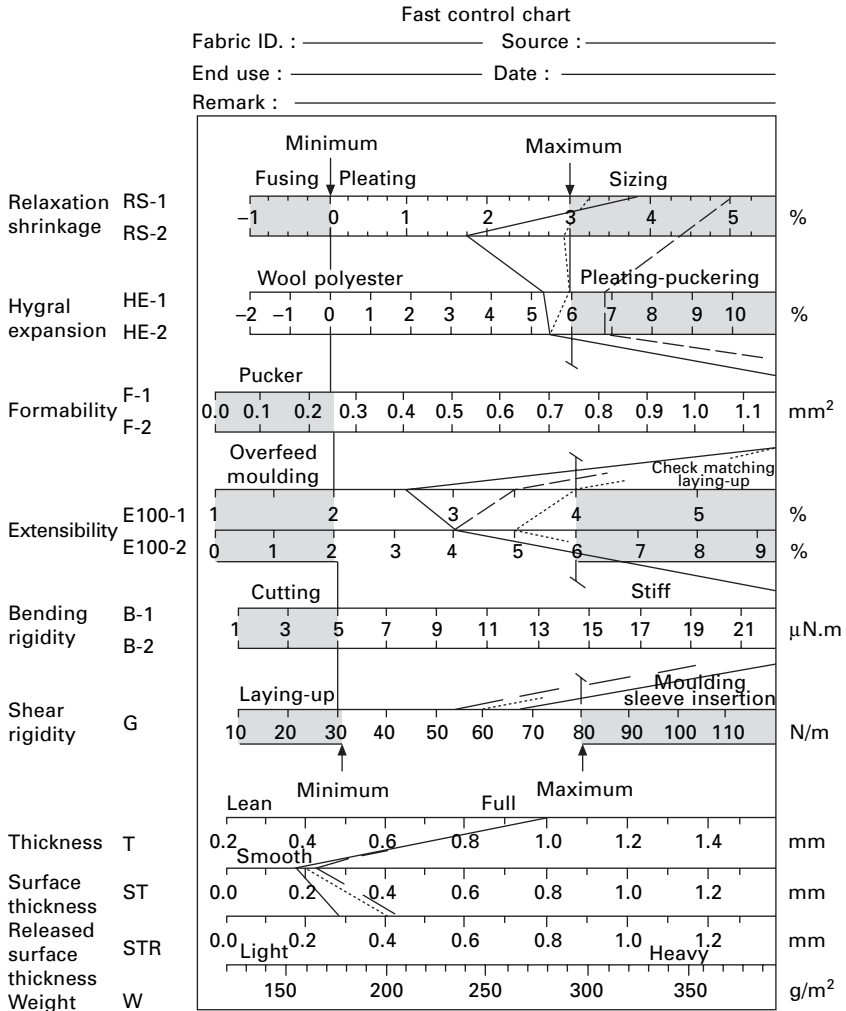 Fast control chart
Fabric ID. : Source :
End use : Date :
Remark :
Minimum Maximum
Fusing Pleating Sizing
Relaxation shrinkage RS-1
–1 0 1 2 3 4 5 %
RS-2
Wool polyester Pleating-puckering
Hygral expansion HE-1
–2 –1 0 1 2 3 4 5 6 7 8 9 10 %
HE-2
Pucker
Formability F-1
0.0 0.1 0.2 0.3 0.4 0.5 0.6 0.7 0.8 0.9 1.0 1.1 mm²
F-2
Overfeed moulding Check matching laying-up
Extensibility E100-1
1 2 3 4 5 %
E100-2
0 1 2 3 4 5 6 7 8 9 %
Cutting Stiff
Bending rigidity B-1
1 3 5 7 9 11 13 14 15 17 19 21 µN.m
B-2
Laying-up Moulding sleeve insertion
Shear rigidity G
10 20 30 40 50 60 70 80 90 100 110 N/m
Minimum Maximum
Lean Full
Thickness T 0.2 0.4 0.6 0.8 1.0 1.2 1.4 mm
Smooth
Surface thickness ST 0.0 0.2 0.4 0.6 0.8 1.0 1.2 mm
Released surface thickness STR 0.0 0.2 0.4 0.6 0.8 1.0 1.2 mm
Light Heavy
Weight W 150 200 250 300 350 g/m²